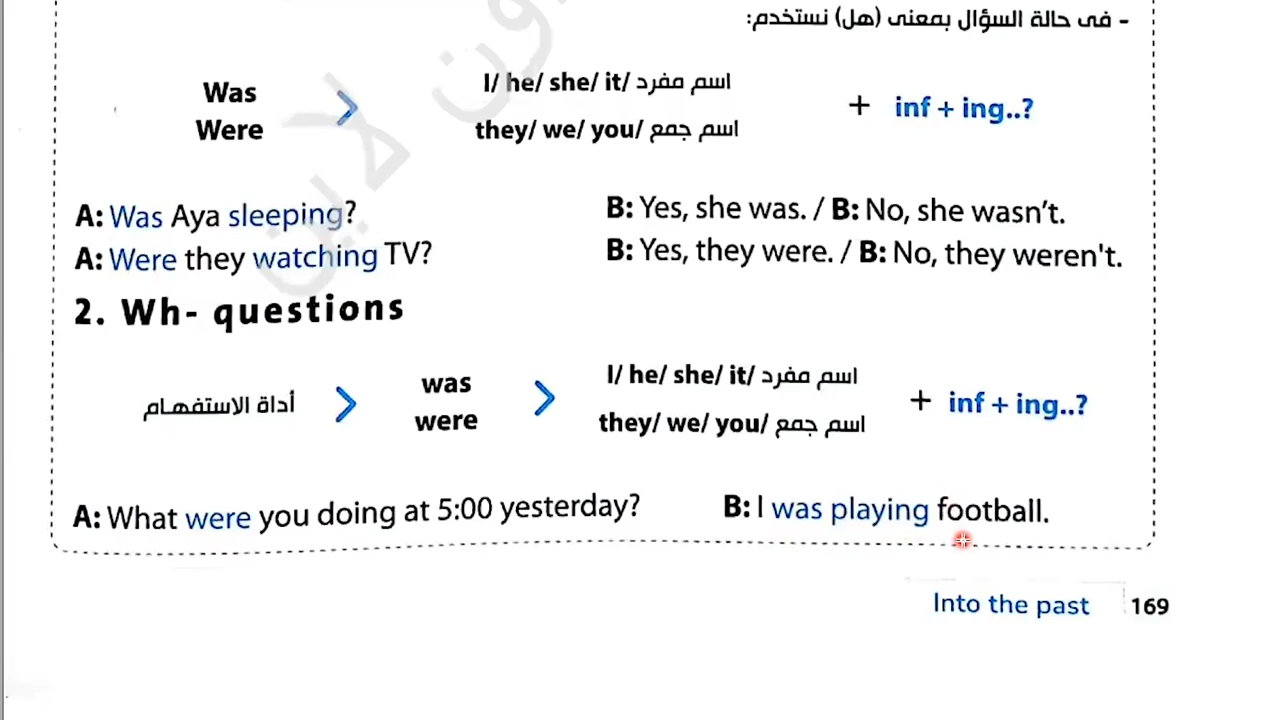 - فى حالة السؤال بمعنى (هل) نستخدم:
Was > I/ he/ she/ it/ اسم مفرد + inf + ing..?
Were they/ we/ you/ اسم جمع
A: Was Aya sleeping? B: Yes, she was. / B: No, she wasn't.
A: Were they watching TV? B: Yes, they were. / B: No, they weren't.
2. Wh- questions
أداة الاستفهام > was > I/ he/ she/ it/ اسم مفرد + inf + ing..?
were they/ we/ you/ اسم جمع
A: What were you doing at 5:00 yesterday? B: I was playing football.
Into the past 169